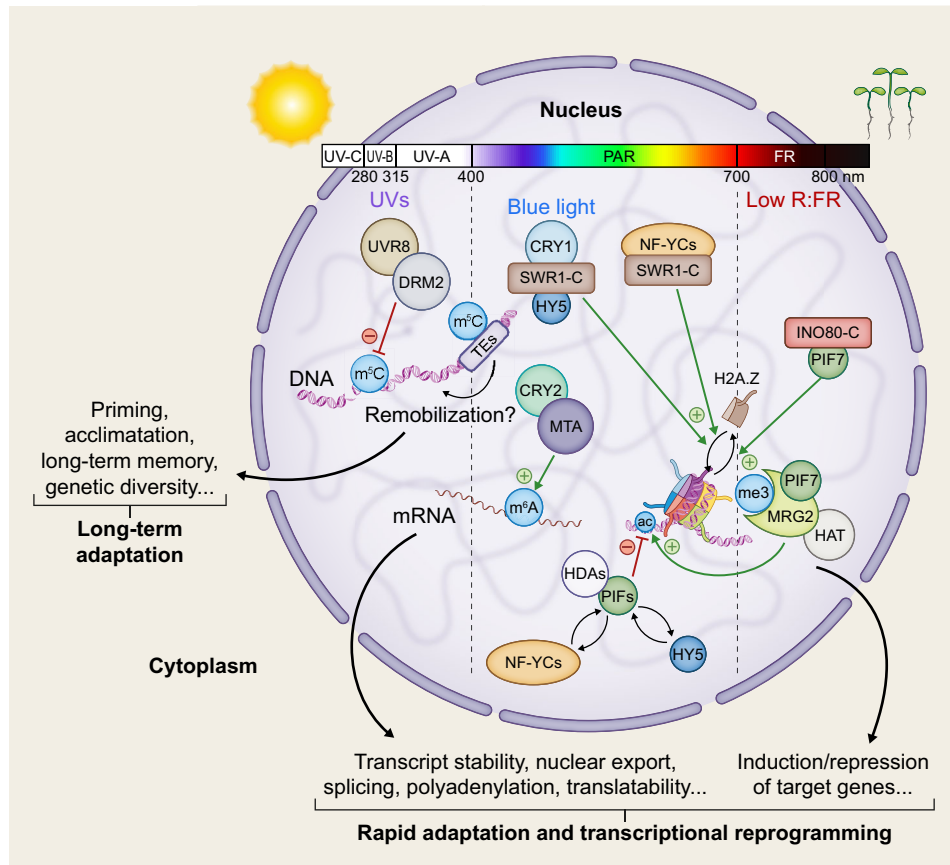 Nucleus
UV-C UV-B UV-A PAR FR
280 315 400 700 800 nm
UVs
Blue light
Low R:FR
UVR8
DRM2
m⁵C
DNA
m⁵C
TEs
Remobilization?
CRY1
SWR1-C
HY5
NF-YCs
SWR1-C
INO80-C
PIF7
H2A.Z
CRY2
MTA
m⁶A
mRNA
me3
PIF7
MRG2
HAT
ac
HDAs
PIFs
NF-YCs
HY5
Priming,
acclimatation,
long-term memory,
genetic diversity...
Long-term
adaptation
Cytoplasm
Transcript stability, nuclear export,
splicing, polyadenylation, translatability...
Induction/repression
of target genes...
Rapid adaptation and transcriptional reprogramming